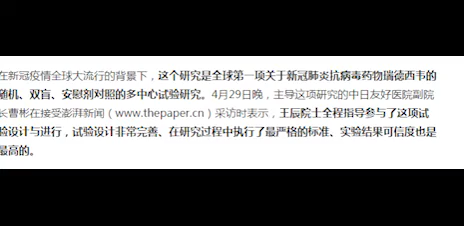 在新冠疫情全球大流行的背景下，这个研究是全球第一项关于新冠肺炎抗病毒药物瑞德西韦的
随机、双盲、安慰剂对照的多中心试验研究。4月29日晚，主导这项研究的中日友好医院副院
长曹彬在接受澎湃新闻（www.thepaper.cn）采访时表示，王辰院士全程指导参与了这项试
验设计与进行，试验设计非常完善、在研究过程中执行了最严格的标准、实验结果可信度也是
最高的。